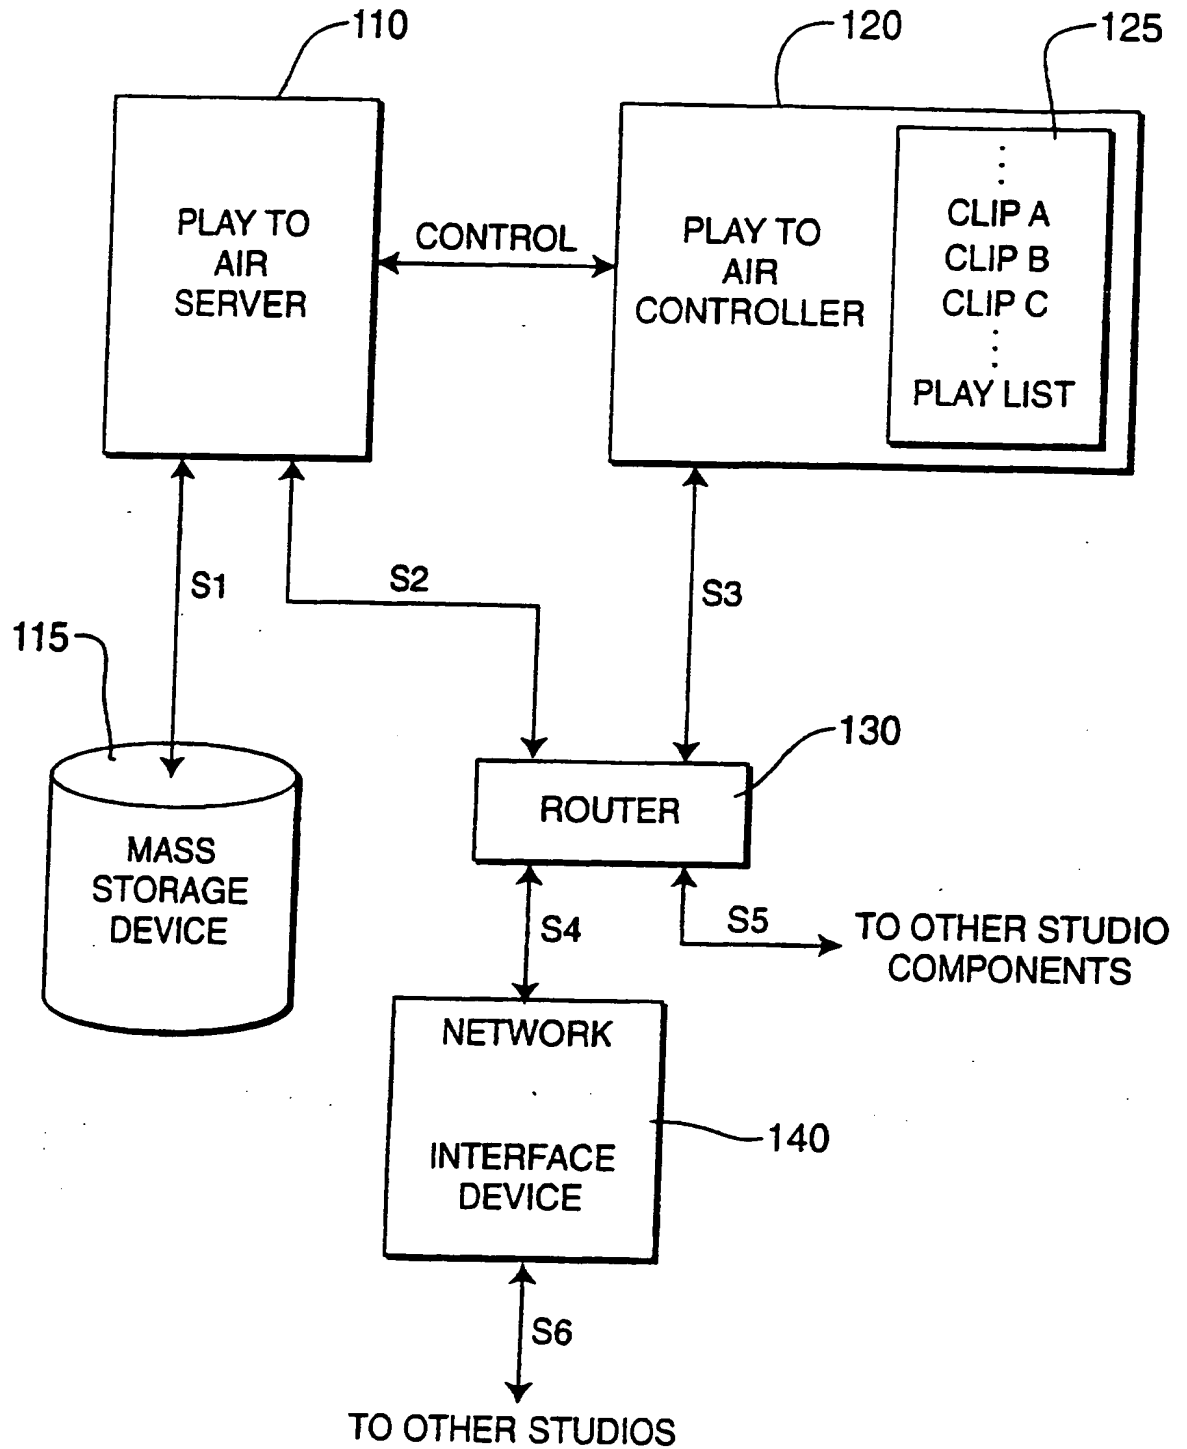 110
120
125
PLAY TO
AIR
SERVER
CONTROL
PLAY TO
AIR
CONTROLLER
CLIP A
CLIP B
CLIP C
PLAY LIST
S1
S2
S3
115
130
ROUTER
MASS
STORAGE
DEVICE
S4
S5
TO OTHER STUDIO
COMPONENTS
NETWORK
INTERFACE
DEVICE
140
S6
TO OTHER STUDIOS